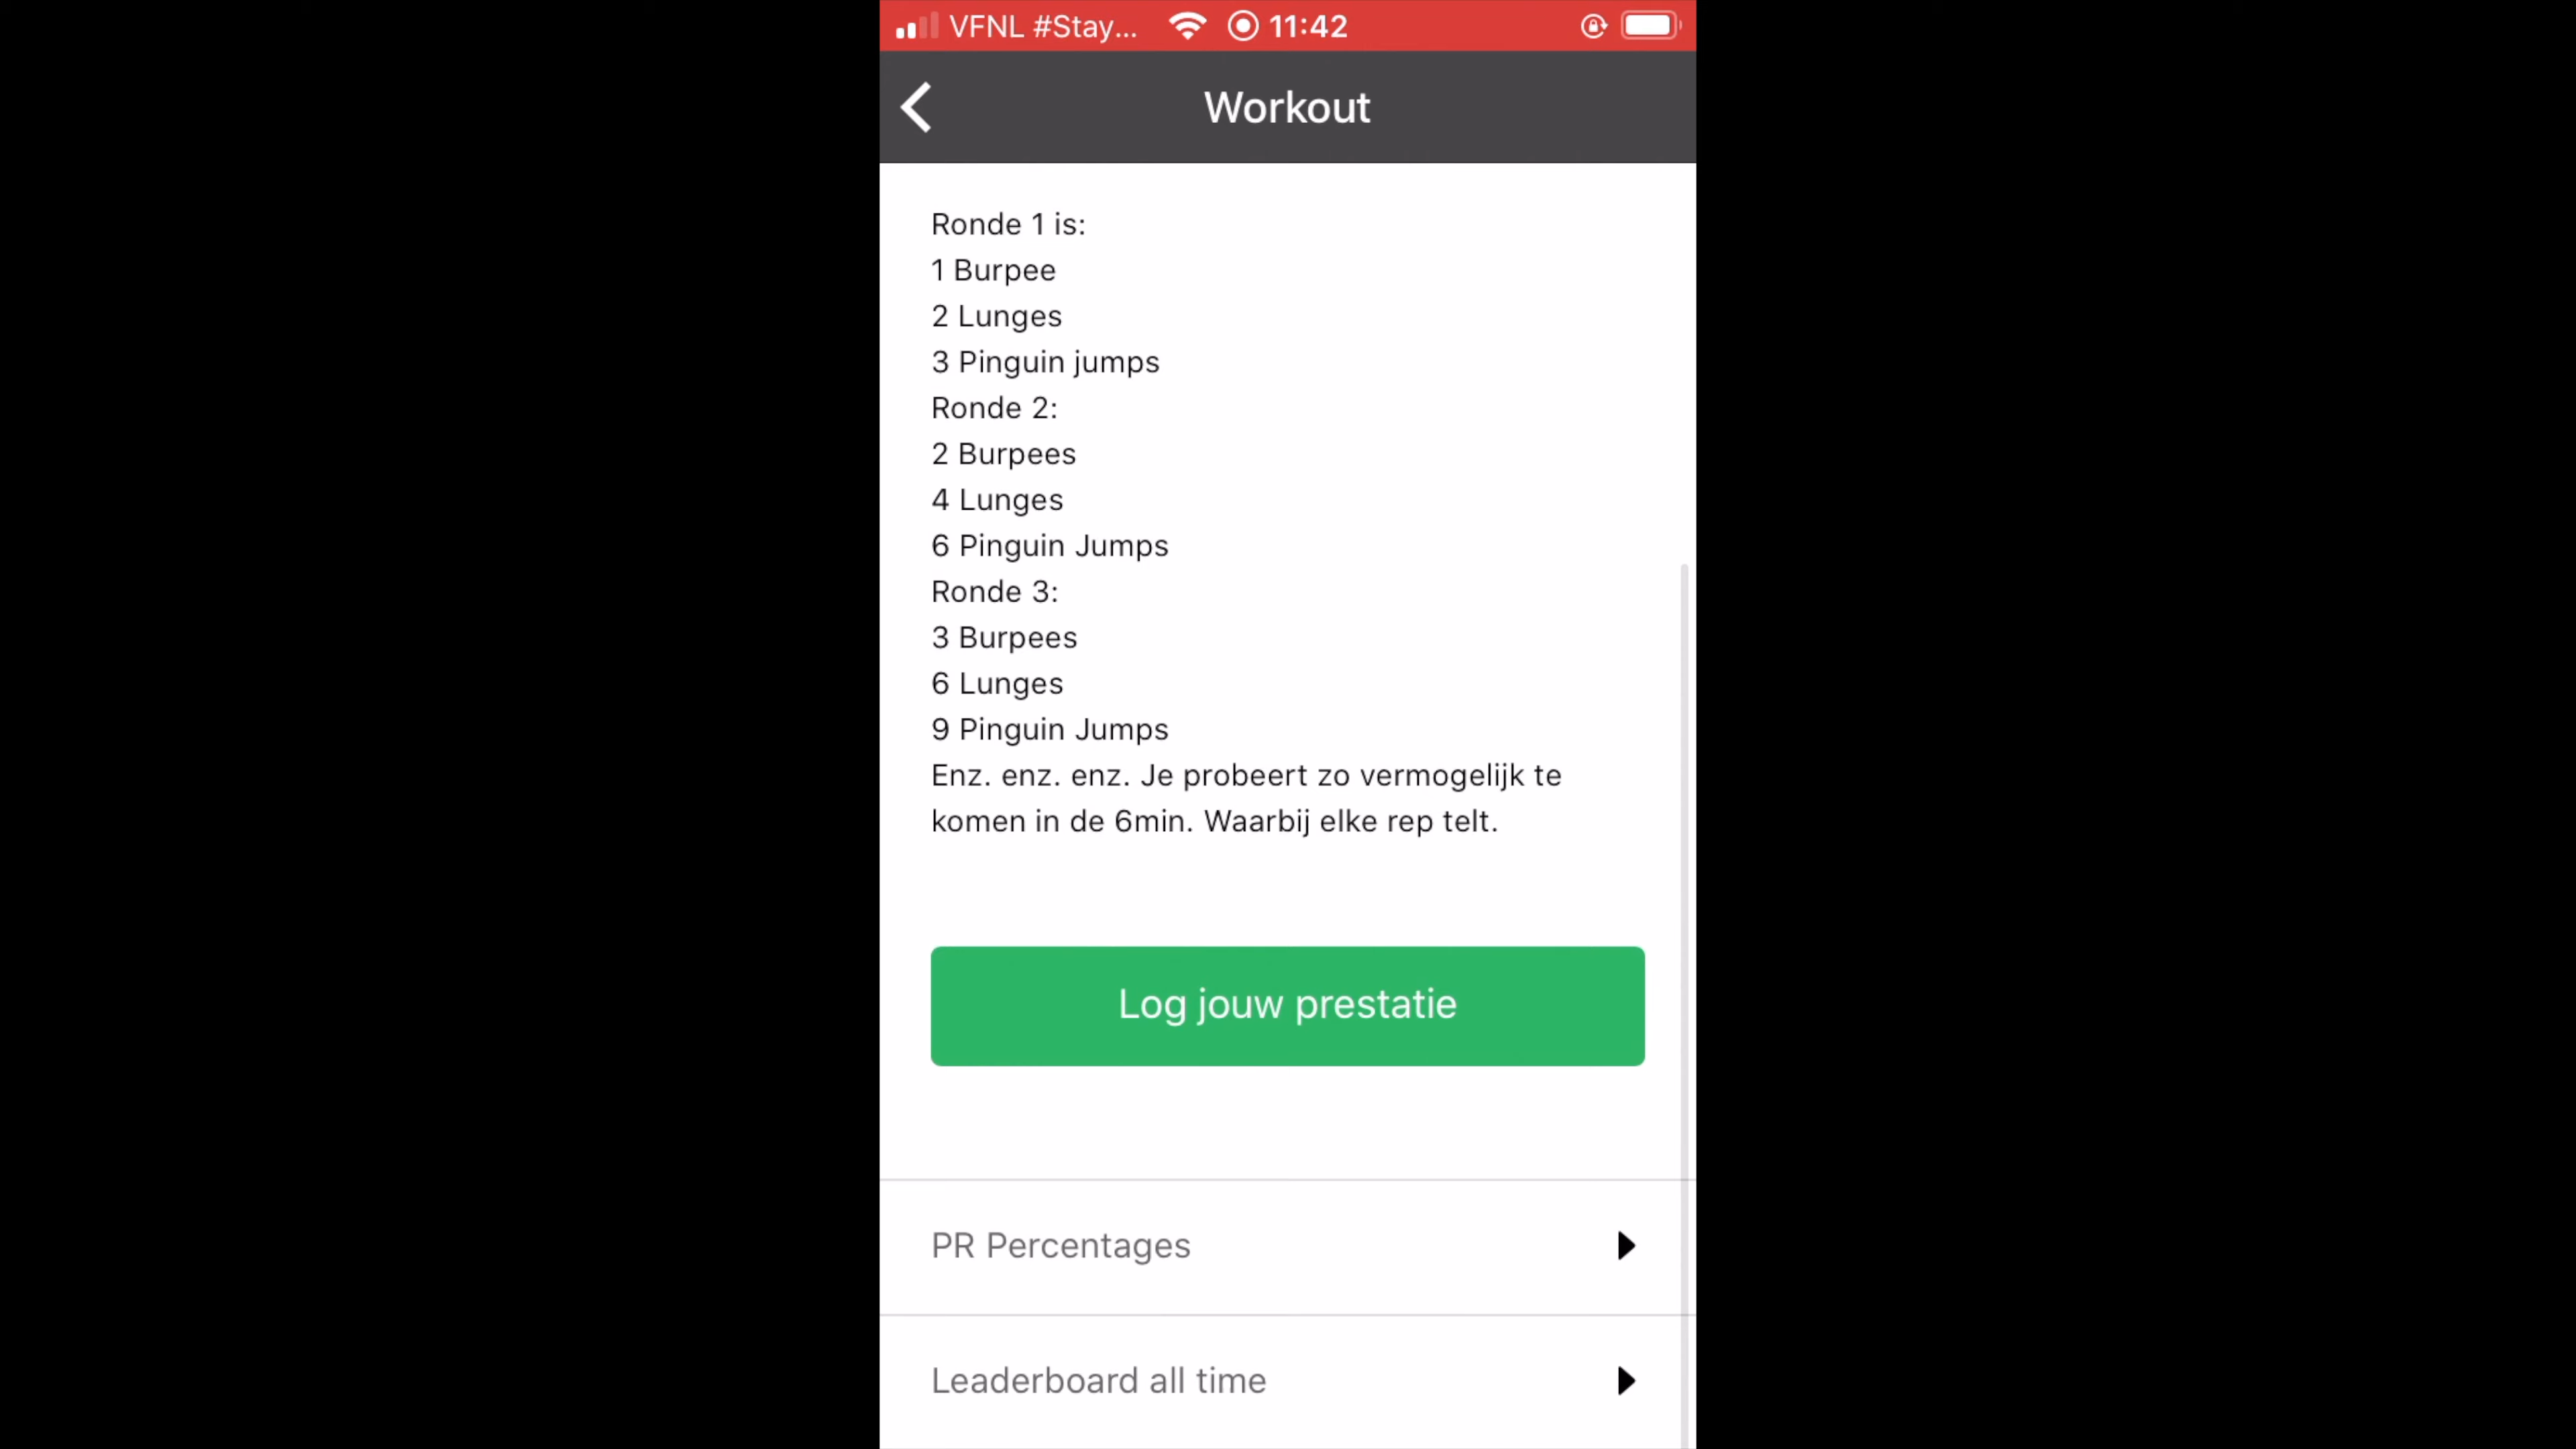 VFNL #Stay... 11:42
Workout
Ronde 1 is:
1 Burpee
2 Lunges
3 Pinguin jumps
Ronde 2:
2 Burpees
4 Lunges
6 Pinguin Jumps
Ronde 3:
3 Burpees
6 Lunges
9 Pinguin Jumps
Enz. enz. enz. Je probeert zo vermogelijk te
komen in de 6min. Waarbij elke rep telt.
Log jouw prestatie
PR Percentages
Leaderboard all time